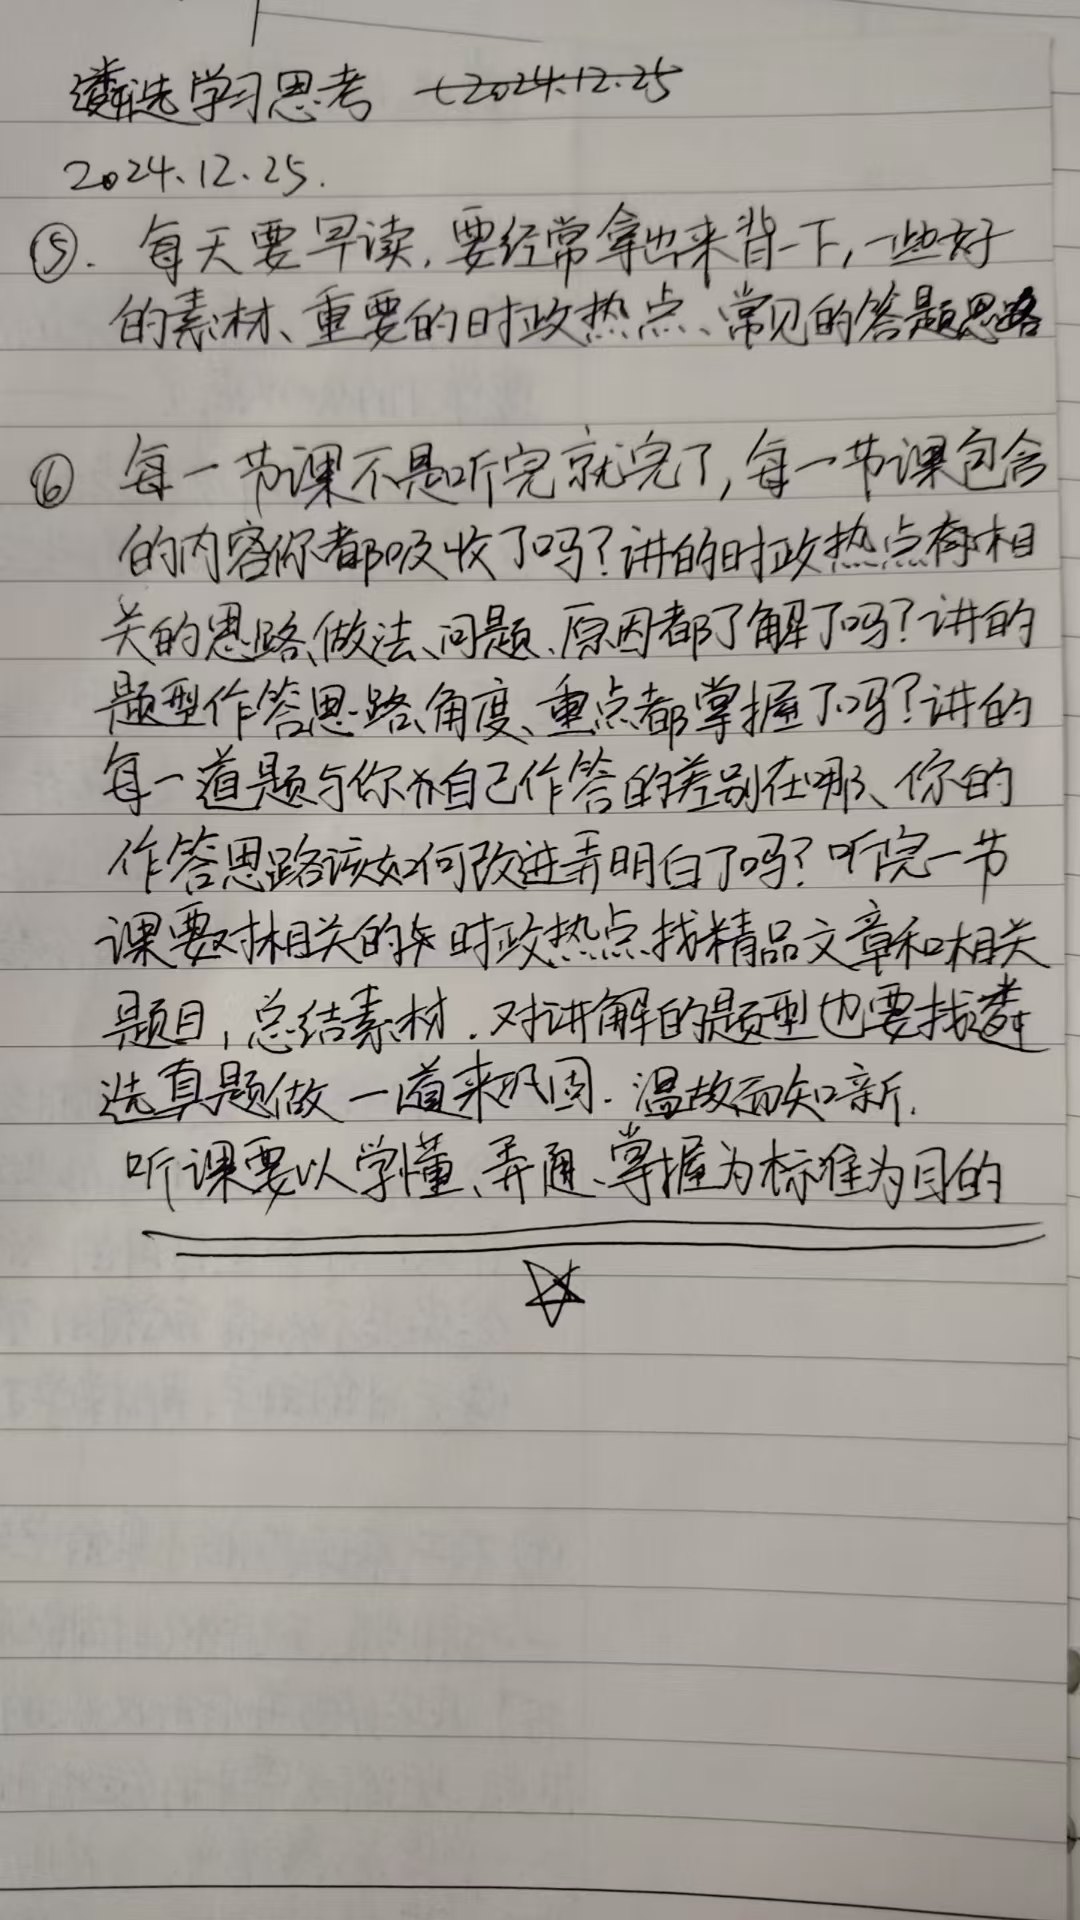 遴选学习思考
2024.12.25.
⑤. 每天要早读,要经常拿出来背一下,一些好
的素材、重要的时政热点、常见的答题思路
⑥ 每一节课不是听完就完了,每一节课包含
的内容你都吸收了吗?讲的时政热点有相
关的思路、做法、问题、原因都了解了吗?讲的
题型作答思路、角度、重点都掌握了吗?讲的
每一道题与你自己作答的差别在哪、你的
作答思路该如何改进弄明白了吗?听完一节
课要对相关的时政热点找精品文章和相关
题目,总结素材.对讲解的题型也要找遴
选真题做一道来巩固.温故而知新.
听课要以学懂、弄通、掌握为标准为目的